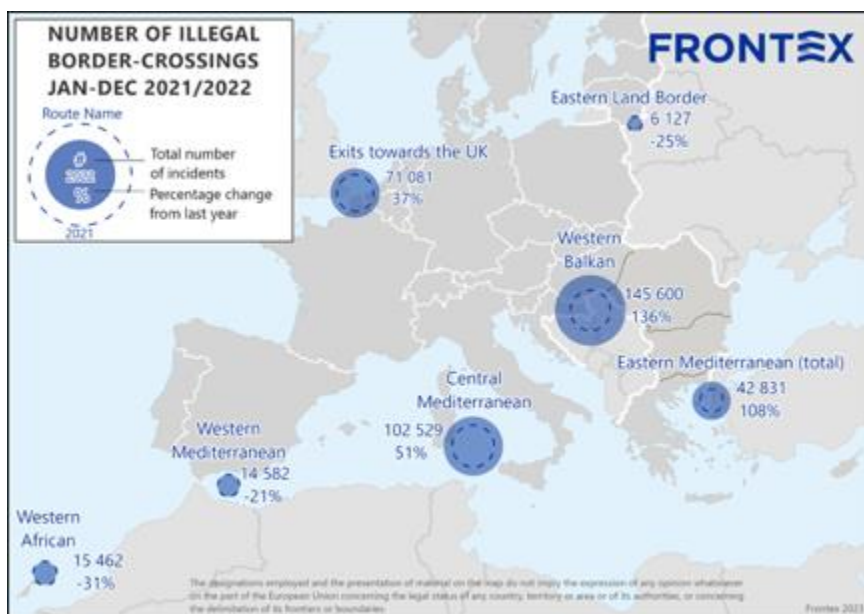 NUMBER OF ILLEGAL
BORDER-CROSSINGS
JAN-DEC 2021/2022
Route Name
#
2022
%
Total number
of incidents
Percentage change
from last year
2021
FRONTEX
Eastern Land Border
6 127
-25%
Exits towards the UK
71 081
37%
Western
Balkan
145 600
136%
Eastern Mediterranean (total)
42 831
108%
Central
Mediterranean
102 529
51%
Western
Mediterranean
14 582
-21%
Western
African
15 462
-31%
The designations employed and the presentation of material on the map do not imply the expression of any opinion whatsoever
on the part of the European Union concerning the legal status of any country, territory or area or of its authorities, or concerning
the delimitation of its frontiers or boundaries
Frontex 2023